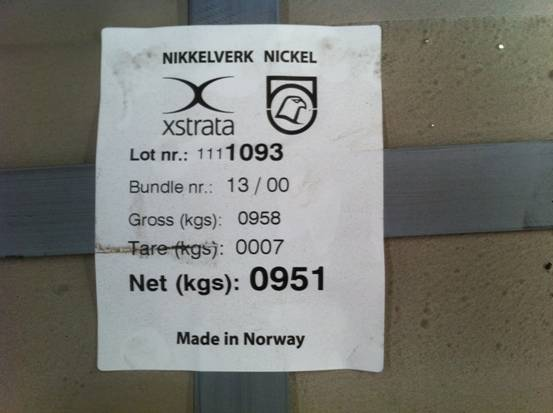 NIKKELVERK NICKEL
xstrata
Lot nr.: 1111093
Bundle nr.: 13 / 00
Gross (kgs): 0958
Tare (kgs): 0007
Net (kgs): 0951
Made in Norway